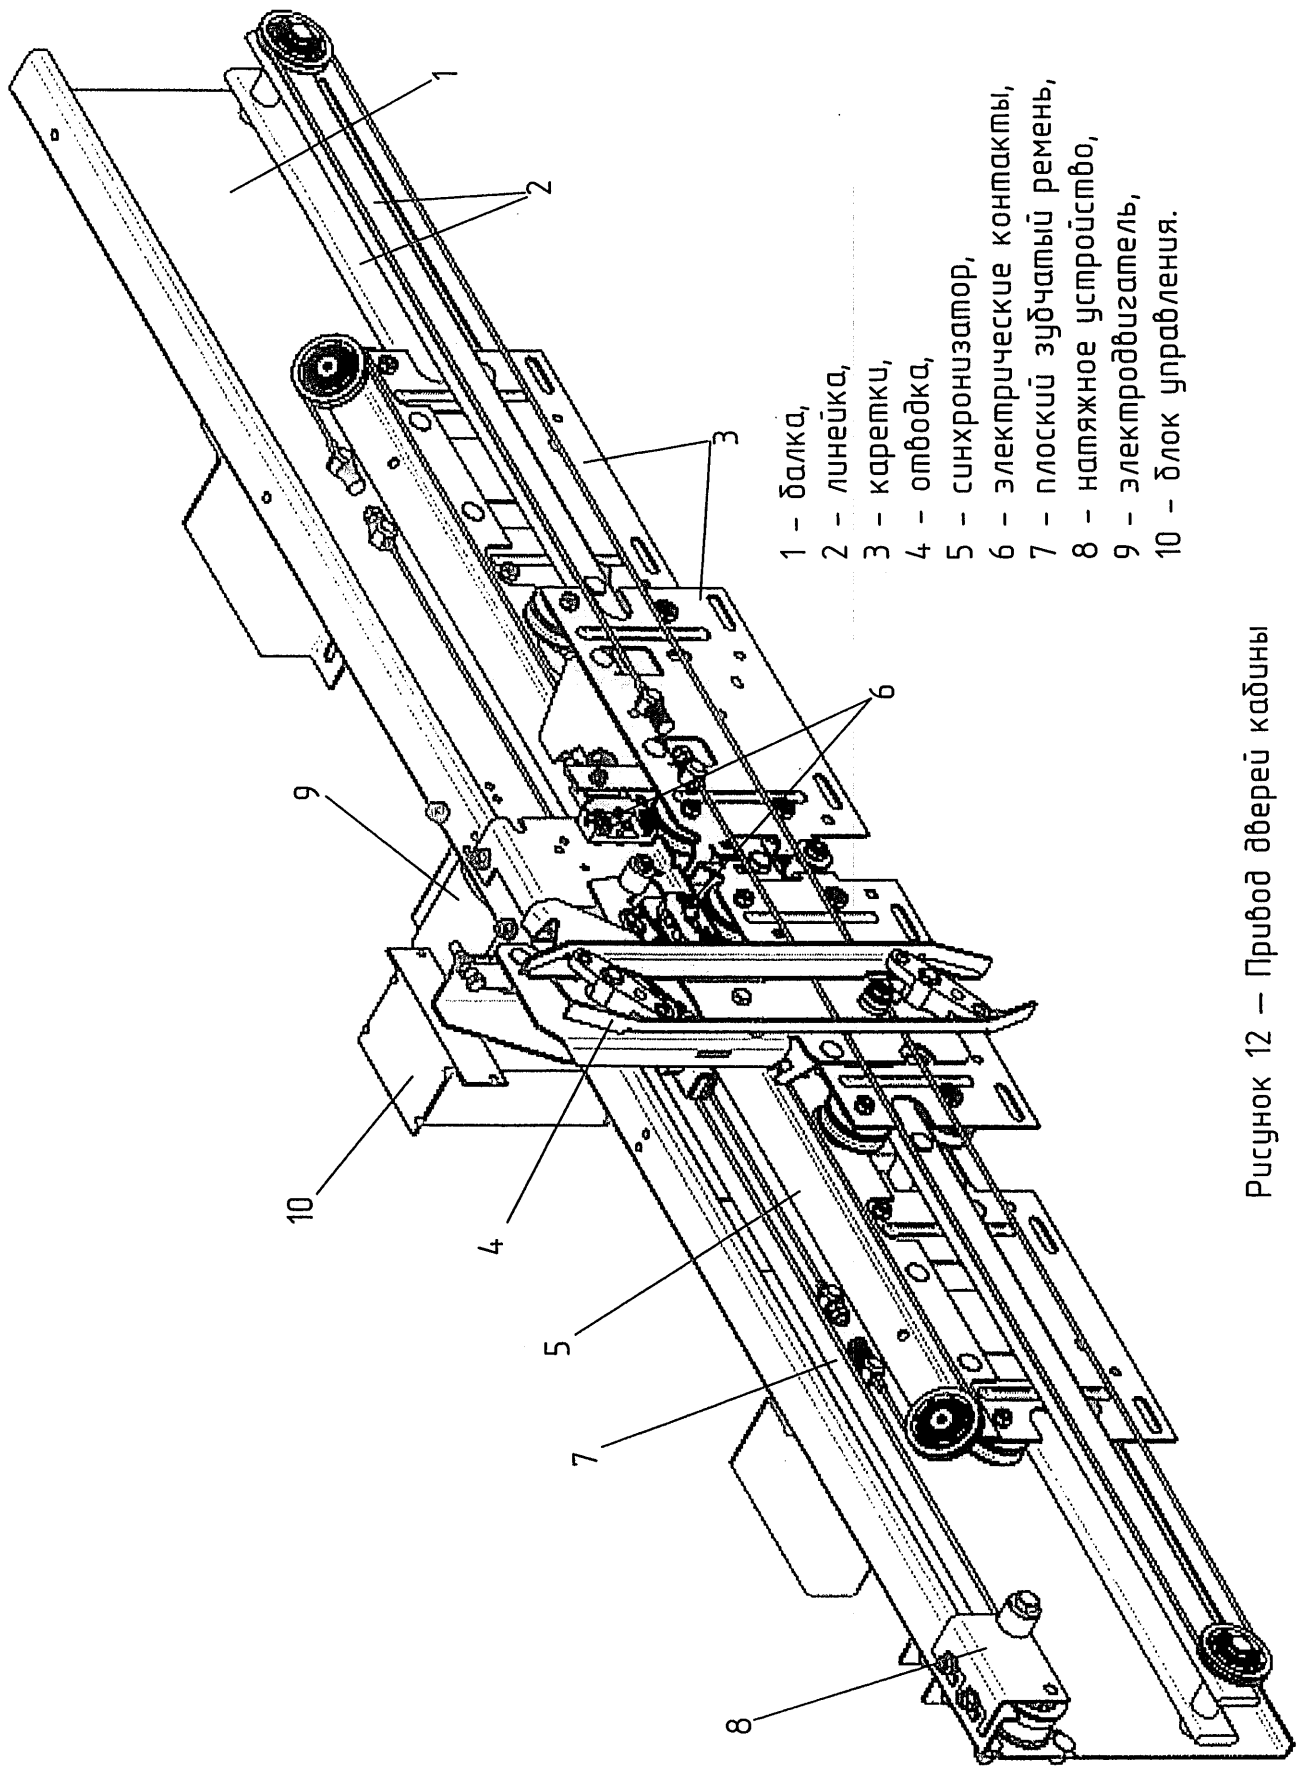 1
2
3
6
9
10
4
5
7
8
1 - балка,
2 - линейка,
3 - каретки,
4 - отводка,
5 - синхронизатор,
6 - электрические контакты,
7 - плоский зубчатый ремень,
8 - натяжное устройство,
9 - электродвигатель,
10 - блок управления.
Рисунок 12 — Привод дверей кабины